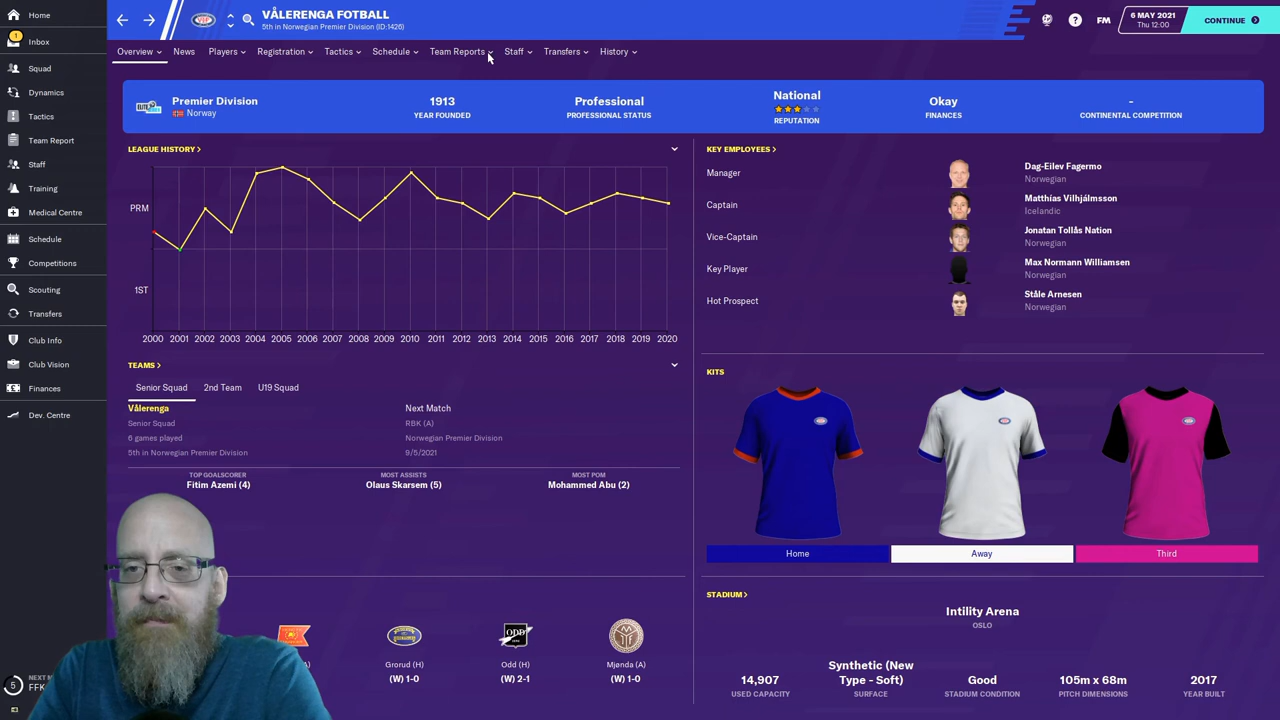 VÅLERENGA FOTBALL
5th in Norwegian Premier Division (ID:1426)
6 MAY 2021
Thu 12:00
CONTINUE
FM
Home
1
Inbox
Squad
Dynamics
Tactics
Team Report
Staff
Training
Medical Centre
Schedule
Competitions
Scouting
Transfers
Club Info
Club Vision
Finances
Dev. Centre
Overview
News
Players
Registration
Tactics
Schedule
Team Reports
Staff
Transfers
History
Premier Division
Norway
1913
YEAR FOUNDED
Professional
PROFESSIONAL STATUS
National
REPUTATION
Okay
FINANCES
-
CONTINENTAL COMPETITION
LEAGUE HISTORY >
PRM
1ST
2000 2001 2002 2003 2004 2005 2006 2007 2008 2009 2010 2011 2012 2013 2014 2015 2016 2017 2018 2019 2020
TEAMS >
Senior Squad
2nd Team
U19 Squad
Vålerenga
Senior Squad
6 games played
5th in Norwegian Premier Division
Next Match
RBK (A)
Norwegian Premier Division
9/5/2021
TOP GOALSCORER
Fitim Azemi (4)
MOST ASSISTS
Olaus Skarsem (5)
MOST POM
Mohammed Abu (2)
Grorud (H)
(W) 1-0
ODD
Odd (H)
(W) 2-1
Mjønda (A)
(W) 1-0
5
FFK
KEY EMPLOYEES >
Manager
Dag-Eilev Fagermo
Norwegian
Captain
Matthías Vilhjálmsson
Icelandic
Vice-Captain
Jonatan Tollås Nation
Norwegian
Key Player
Max Normann Williamsen
Norwegian
Hot Prospect
Ståle Arnesen
Norwegian
KITS
Home
Away
Third
STADIUM >
Intility Arena
OSLO
14,907
USED CAPACITY
Synthetic (New
Type - Soft)
SURFACE
Good
STADIUM CONDITION
105m x 68m
PITCH DIMENSIONS
2017
YEAR BUILT